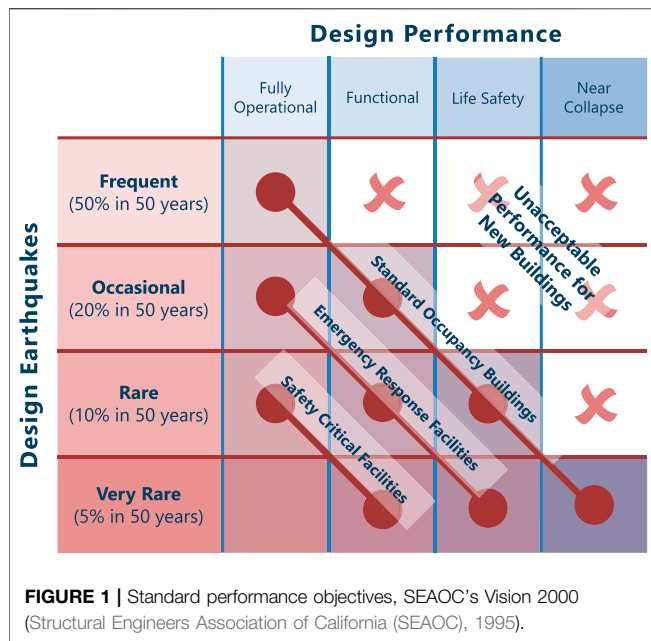 Design Performance
Fully
Operational
Functional
Life Safety
Near
Collapse
Design Earthquakes
Frequent
(50% in 50 years)
Occasional
(20% in 50 years)
Rare
(10% in 50 years)
Very Rare
(5% in 50 years)
Unacceptable
Performance for
New Buildings
Standard Occupancy Buildings
Emergency Response Facilities
Safety Critical Facilities
FIGURE 1 | Standard performance objectives, SEAOC’s Vision 2000
(Structural Engineers Association of California (SEAOC), 1995).